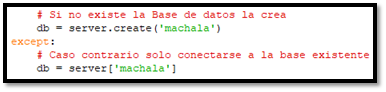 # Si no existe la Base de datos la crea
db = server.create('machala')
except:
# Caso contrario solo conectarse a la base existente
db = server['machala']